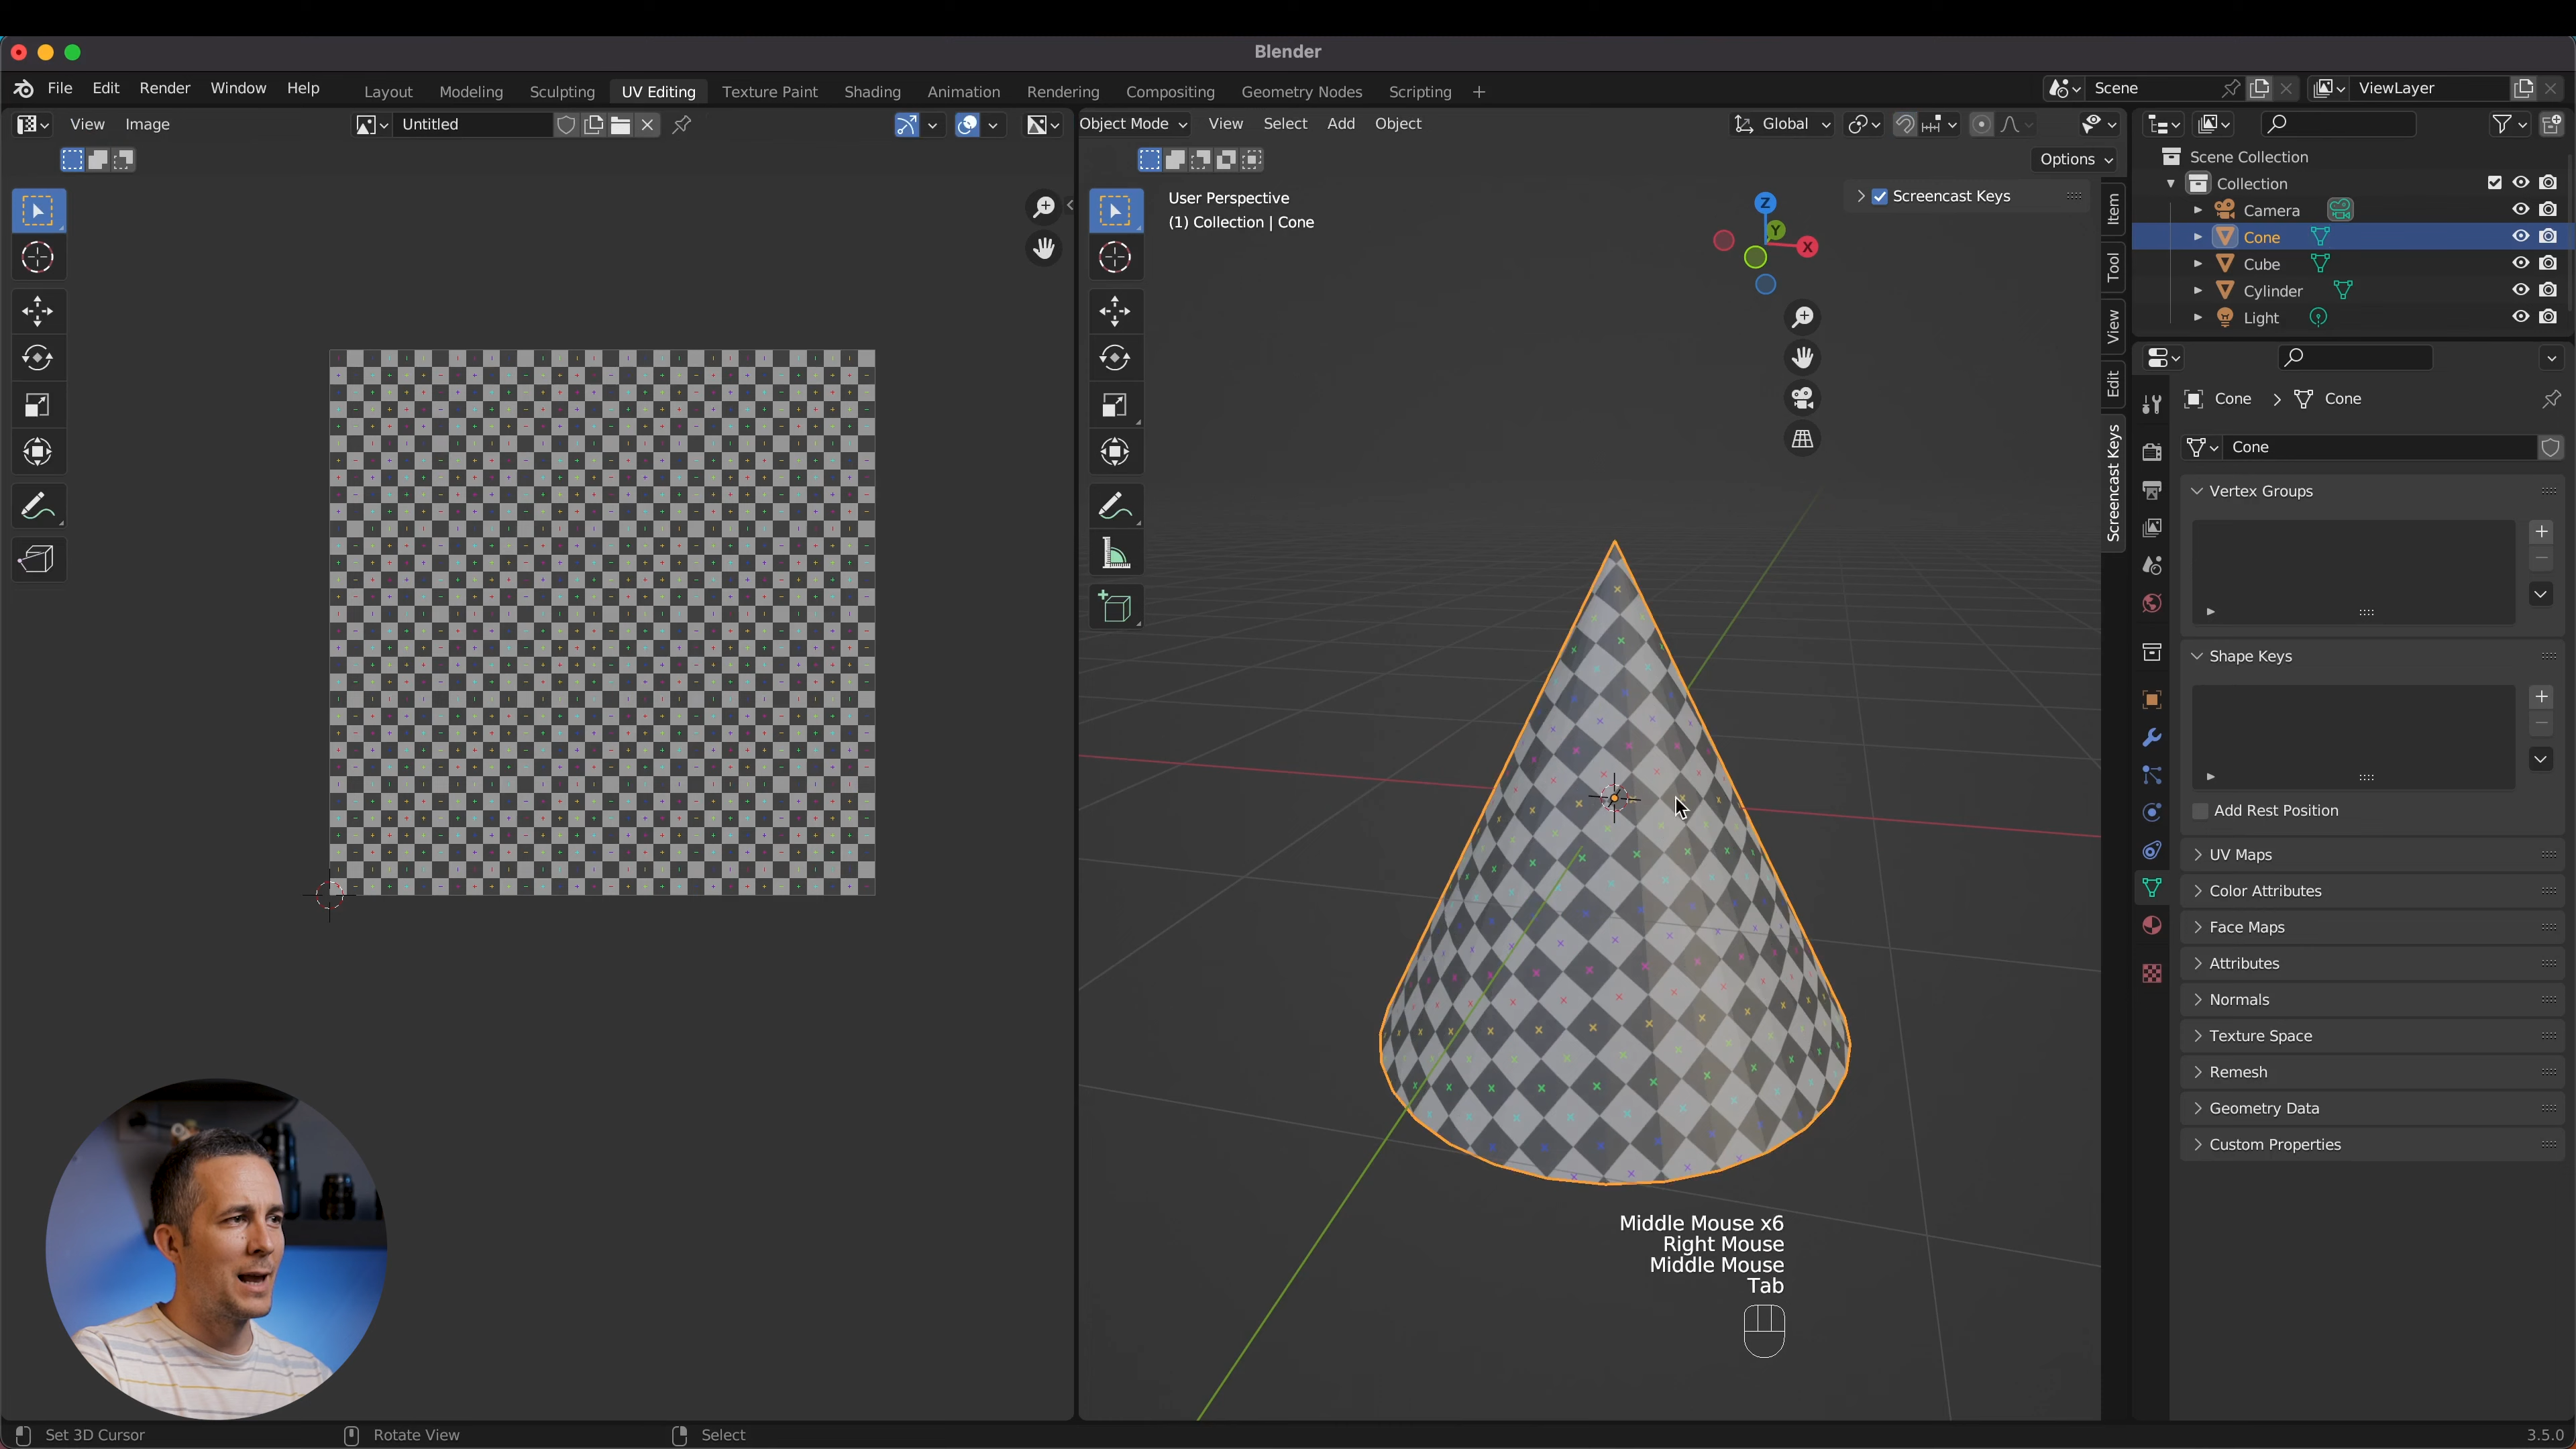 Blender
File Edit Render Window Help
Layout Modeling Sculpting UV Editing Texture Paint Shading Animation Rendering Compositing Geometry Nodes Scripting +
Scene
ViewLayer
View Image
Untitled
Object Mode View Select Add Object
Global
Options
User Perspective
(1) Collection | Cone
Screencast Keys
Z
Y
X
Item
Tool
View
Edit
Screencast Keys
Scene Collection
Collection
Camera
Cone
Cube
Cylinder
Light
Cone > Cone
Cone
Vertex Groups
Shape Keys
Add Rest Position
UV Maps
Color Attributes
Face Maps
Attributes
Normals
Texture Space
Remesh
Geometry Data
Custom Properties
Middle Mouse x6
Right Mouse
Middle Mouse
Tab
Set 3D Cursor
Rotate View
Select
3.5.0